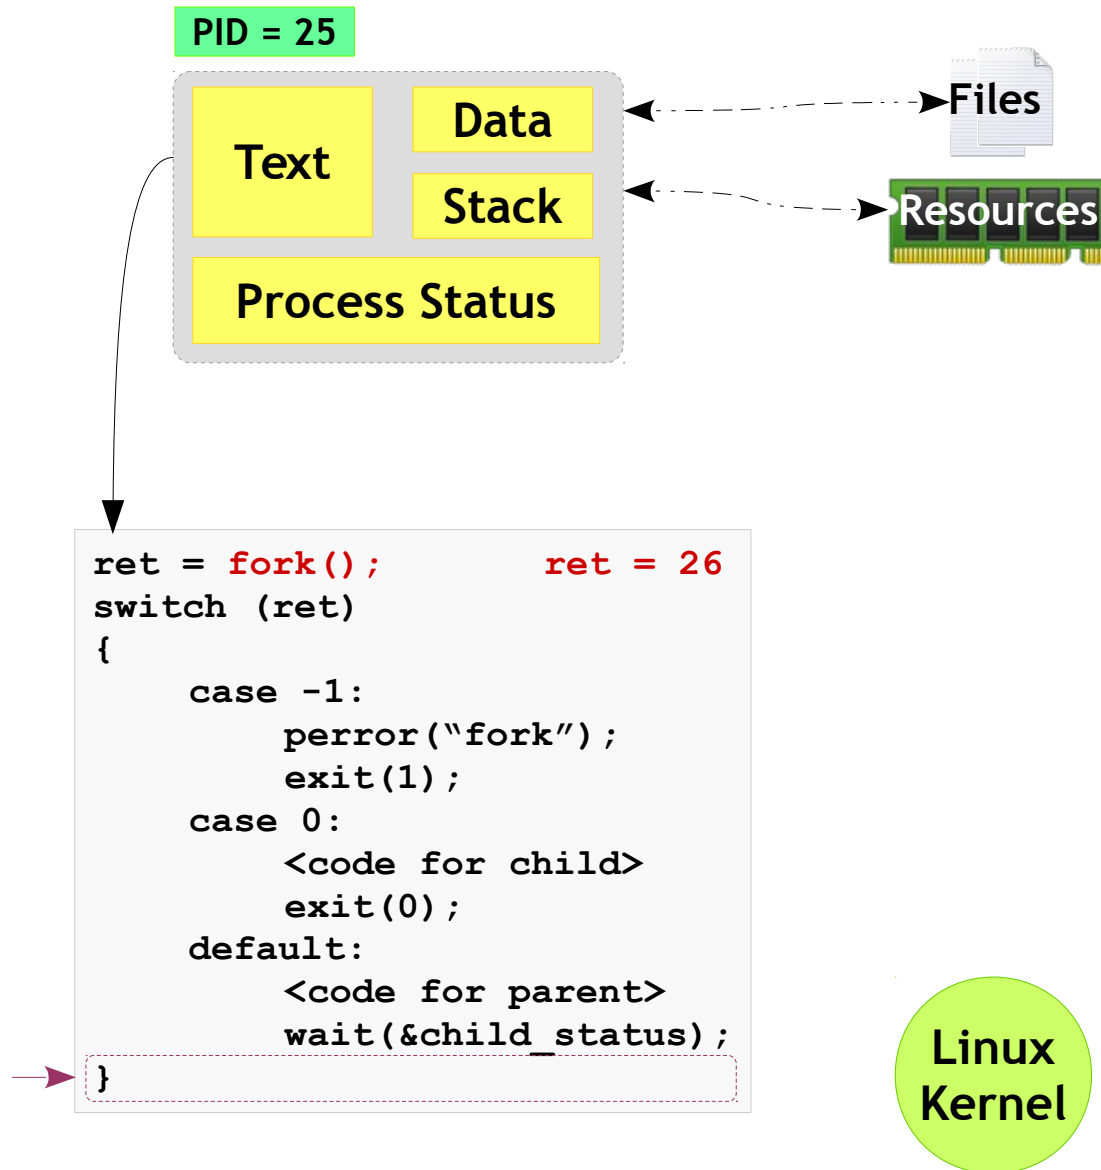 PID = 25
Text
Data
Stack
Process Status
Files
Resources
ret = fork(); ret = 26
switch (ret)
{
case -1:
perror(“fork”);
exit(1);
case 0:
<code for child>
exit(0);
default:
<code for parent>
wait(&child_status);
}
Linux
Kernel